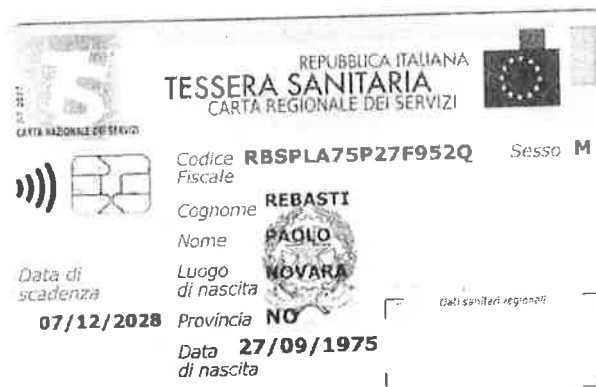 REPUBBLICA ITALIANA
TESSERA SANITARIA
CARTA REGIONALE DEI SERVIZI
CARTA NAZIONALE DEI SERVIZI
Codice Fiscale RBSPLA75P27F952Q Sesso M
Cognome REBASTI
Nome PAOLO
Luogo di nascita NOVARA
Provincia NO
Data di nascita 27/09/1975
Data di scadenza
07/12/2028
Dati sanitari regionali